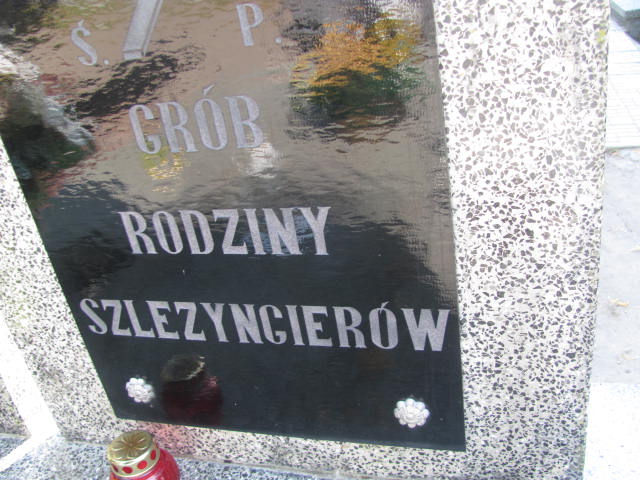 Ś. P.
GRÓB
RODZINY
SZLEZYNGIERÓW